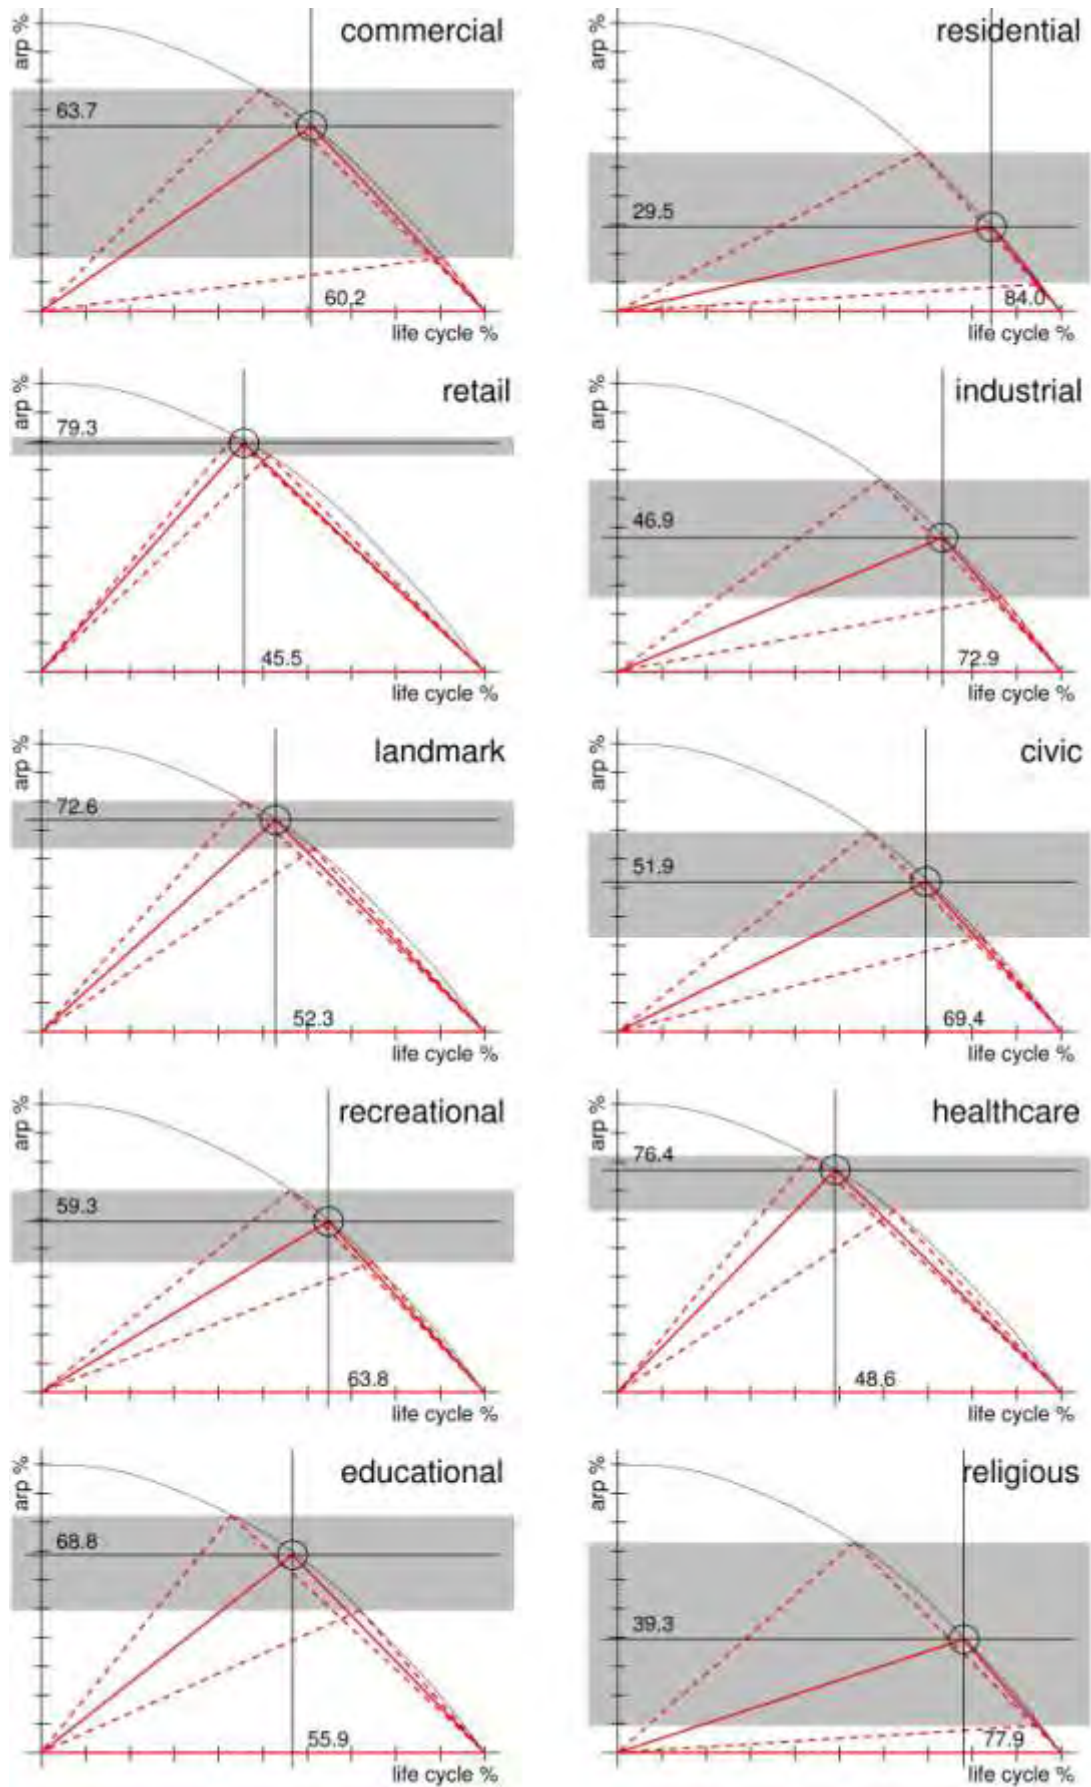 commercial
arp %
63.7
60.2
life cycle %
residential
arp %
29.5
84.0
life cycle %
retail
arp %
79.3
45.5
life cycle %
industrial
arp %
46.9
72.9
life cycle %
landmark
arp %
72.6
52.3
life cycle %
civic
arp %
51.9
69.4
life cycle %
recreational
arp %
59.3
63.8
life cycle %
healthcare
arp %
76.4
48.6
life cycle %
educational
arp %
68.8
55.9
life cycle %
religious
arp %
39.3
77.9
life cycle %